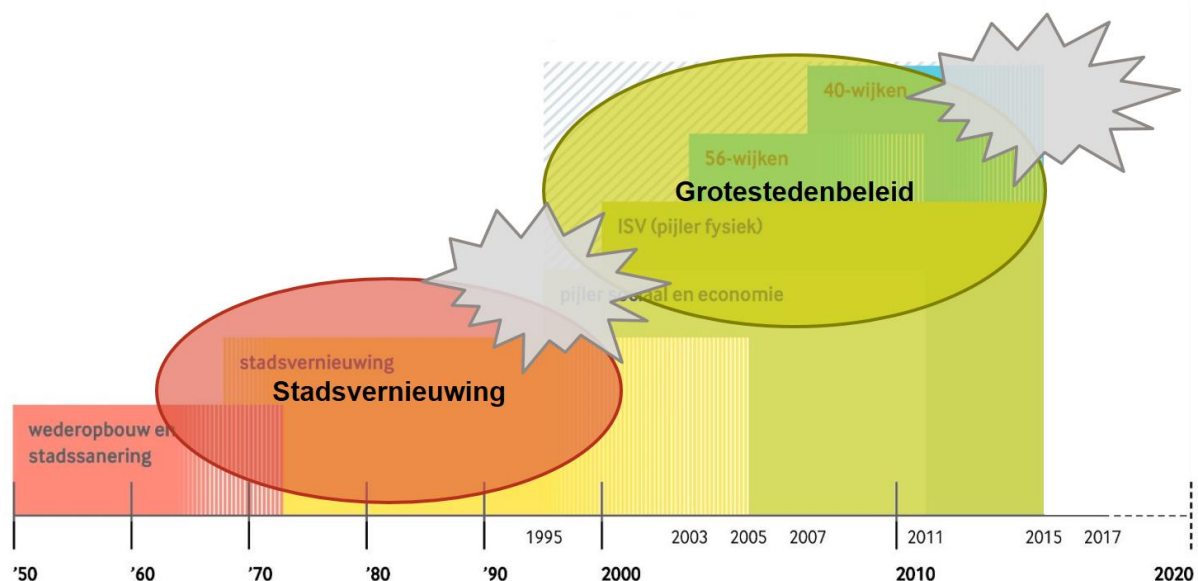 40-wijken
56-wijken
Grotestedenbeleid
ISV (pijler fysiek)
pijler sociaal en economie
stadsvernieuwing
Stadsvernieuwing
wederopbouw en
stadssanering
1995 2003 2005 2007 2011 2015 2017
'50 '60 '70 '80 '90 2000 2010 2020